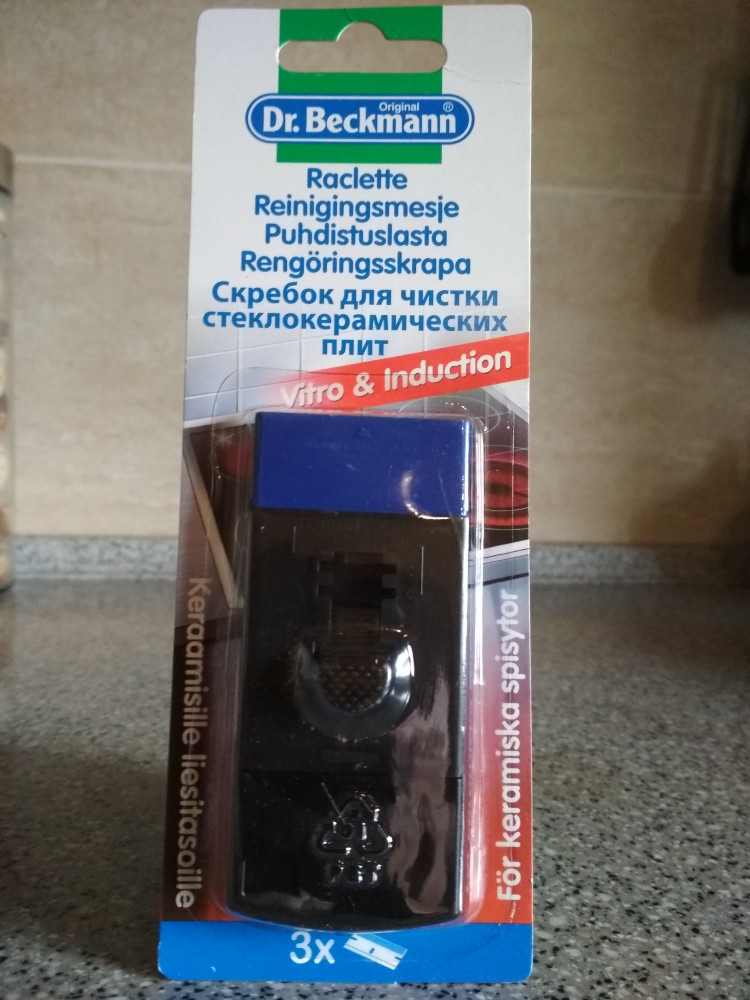 Original
Dr. Beckmann®
Raclette
Reinigingsmesje
Puhdistuslasta
Rengöringsskrapa
Скребок для чистки
стеклокерамических
плит
Vitro & induction
Keraamisille liesitasoille
För keramiska spisytor
3x